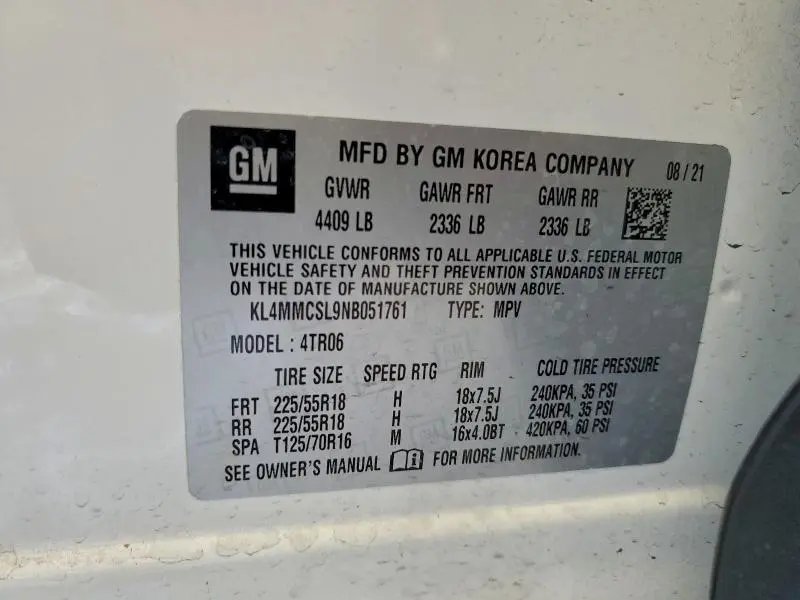 GM MFD BY GM KOREA COMPANY 08 / 21
GVWR GAWR FRT GAWR RR
4409 LB 2336 LB 2336 LB
THIS VEHICLE CONFORMS TO ALL APPLICABLE U.S. FEDERAL MOTOR
VEHICLE SAFETY AND THEFT PREVENTION STANDARDS IN EFFECT
ON THE DATE OF MANUFACTURE SHOWN ABOVE.
KL4MMCSL9NB051761 TYPE: MPV
MODEL : 4TR06
TIRE SIZE SPEED RTG RIM COLD TIRE PRESSURE
FRT 225/55R18 H 18x7.5J 240KPA, 35 PSI
RR 225/55R18 H 18x7.5J 240KPA, 35 PSI
SPA T125/70R16 M 16x4.0BT 420KPA, 60 PSI
SEE OWNER'S MANUAL i FOR MORE INFORMATION.